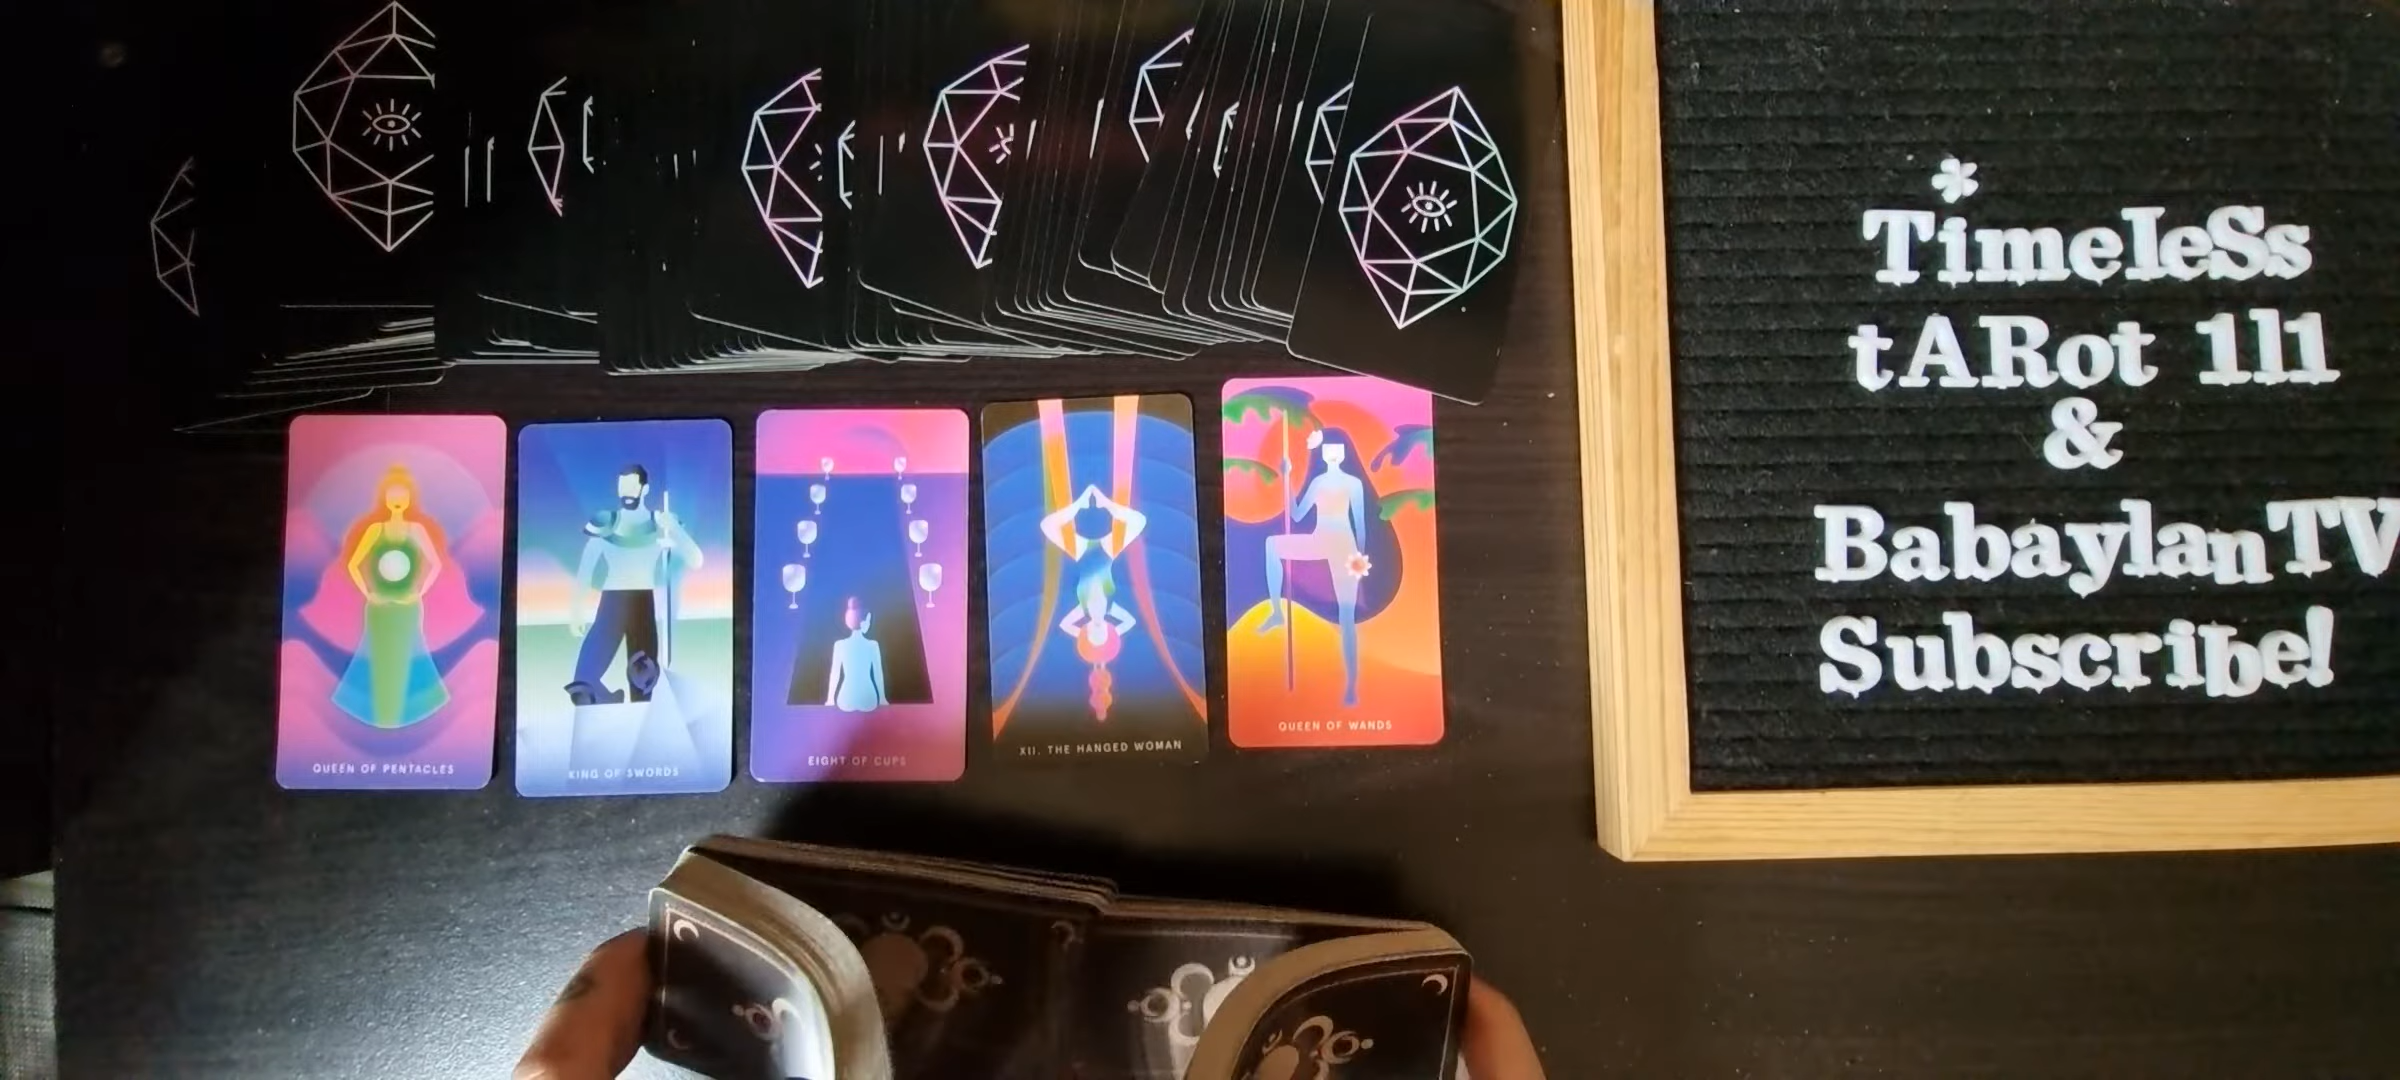 TimeleSs
tARot 111
&
BabaylanTV
Subscribe!
QUEEN OF PENTACLES
KING OF SWORDS
EIGHT OF CUPS
XII. THE HANGED WOMAN
QUEEN OF WANDS